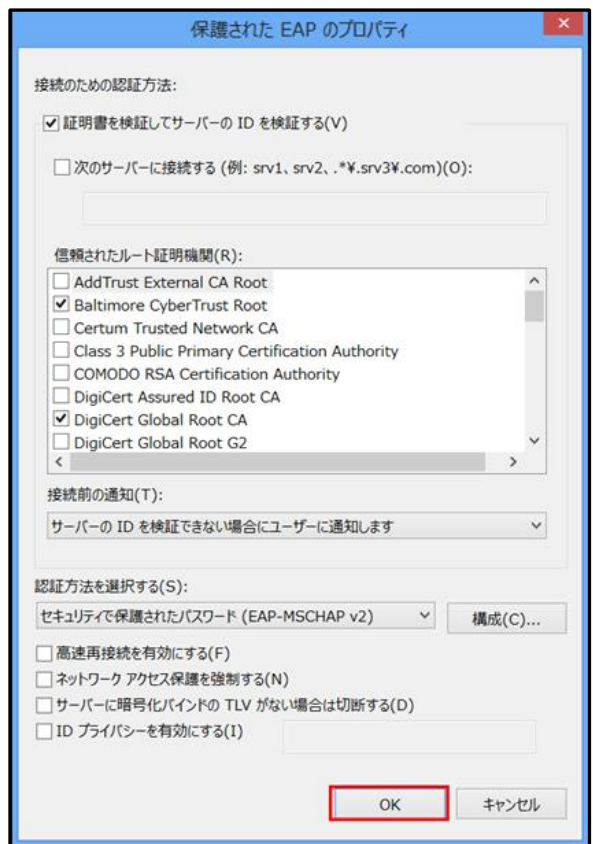 保護された EAP のプロパティ
接続のための認証方法:
証明書を検証してサーバーの ID を検証する(V)
次のサーバーに接続する (例: srv1、srv2、.*¥.srv3¥.com)(O):
信頼されたルート証明機関(R):
AddTrust External CA Root
Baltimore CyberTrust Root
Certum Trusted Network CA
Class 3 Public Primary Certification Authority
COMODO RSA Certification Authority
DigiCert Assured ID Root CA
DigiCert Global Root CA
DigiCert Global Root G2
接続前の通知(T):
サーバーの ID を検証できない場合にユーザーに通知します
認証方法を選択する(S):
セキュリティで保護されたパスワード (EAP-MSCHAP v2)
構成(C)...
高速再接続を有効にする(F)
ネットワーク アクセス保護を強制する(N)
サーバーに暗号化バインドの TLV がない場合は切断する(D)
ID プライバシーを有効にする(I)
OK
キャンセル